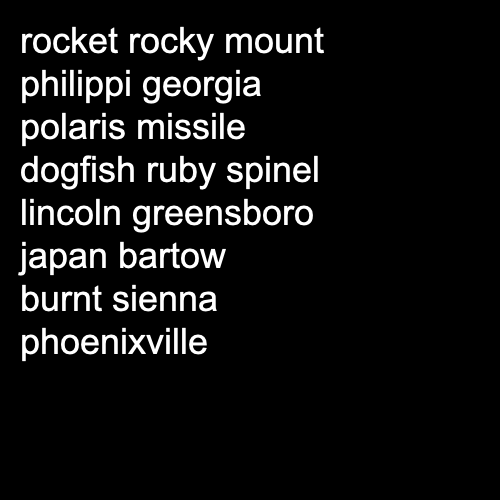 rocket rocky mount
philippi georgia
polaris missile
dogfish ruby spinel
lincoln greensboro
japan bartow
burnt sienna
phoenixville